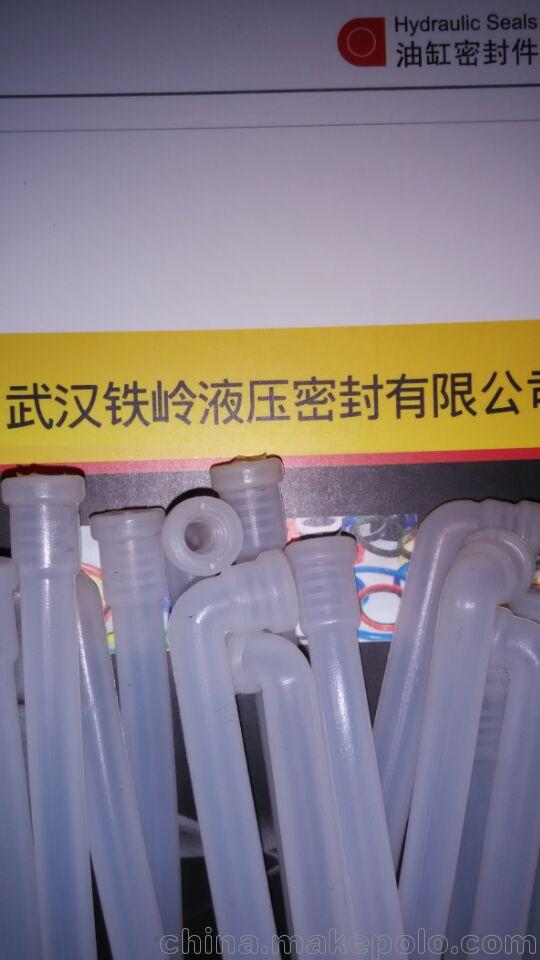 Hydraulic Seals
油缸密封件
武汉铁岭液压密封有限公司
china.makepolo.com